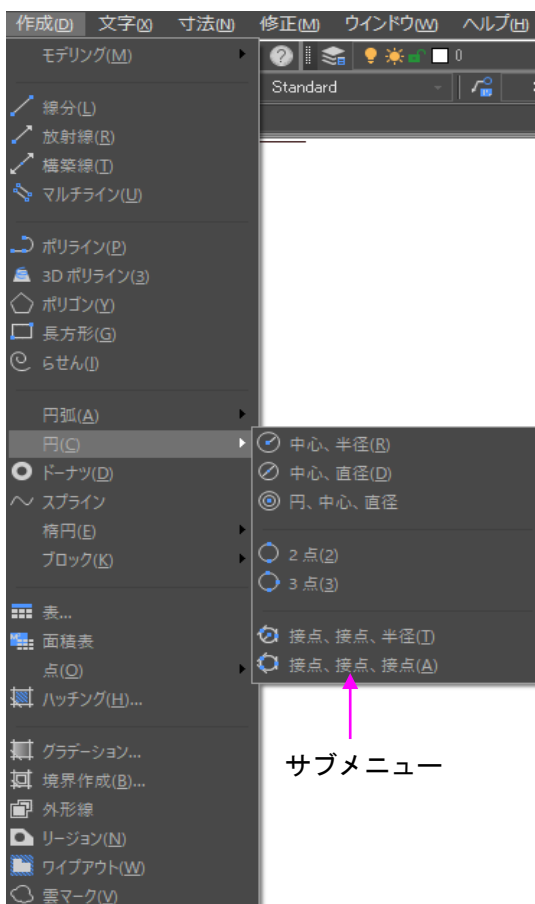 作成(D) 文字(X) 寸法(N) 修正(M) ウインドウ(W) ヘルプ(H)
0
Standard
モデリング(M)
線分(L)
放射線(R)
構築線(T)
マルチライン(U)
ポリライン(P)
3D ポリライン(3)
ポリゴン(Y)
長方形(G)
らせん(I)
円弧(A)
円(C)
ドーナツ(D)
スプライン
楕円(E)
ブロック(K)
表...
面積表
点(O)
ハッチング(H)...
グラデーション...
境界作成(B)...
外形線
リージョン(N)
ワイプアウト(W)
雲マーク(V)
中心、半径(R)
中心、直径(D)
円、中心、直径
2 点(2)
3 点(3)
接点、接点、半径(T)
接点、接点、接点(A)
サブメニュー